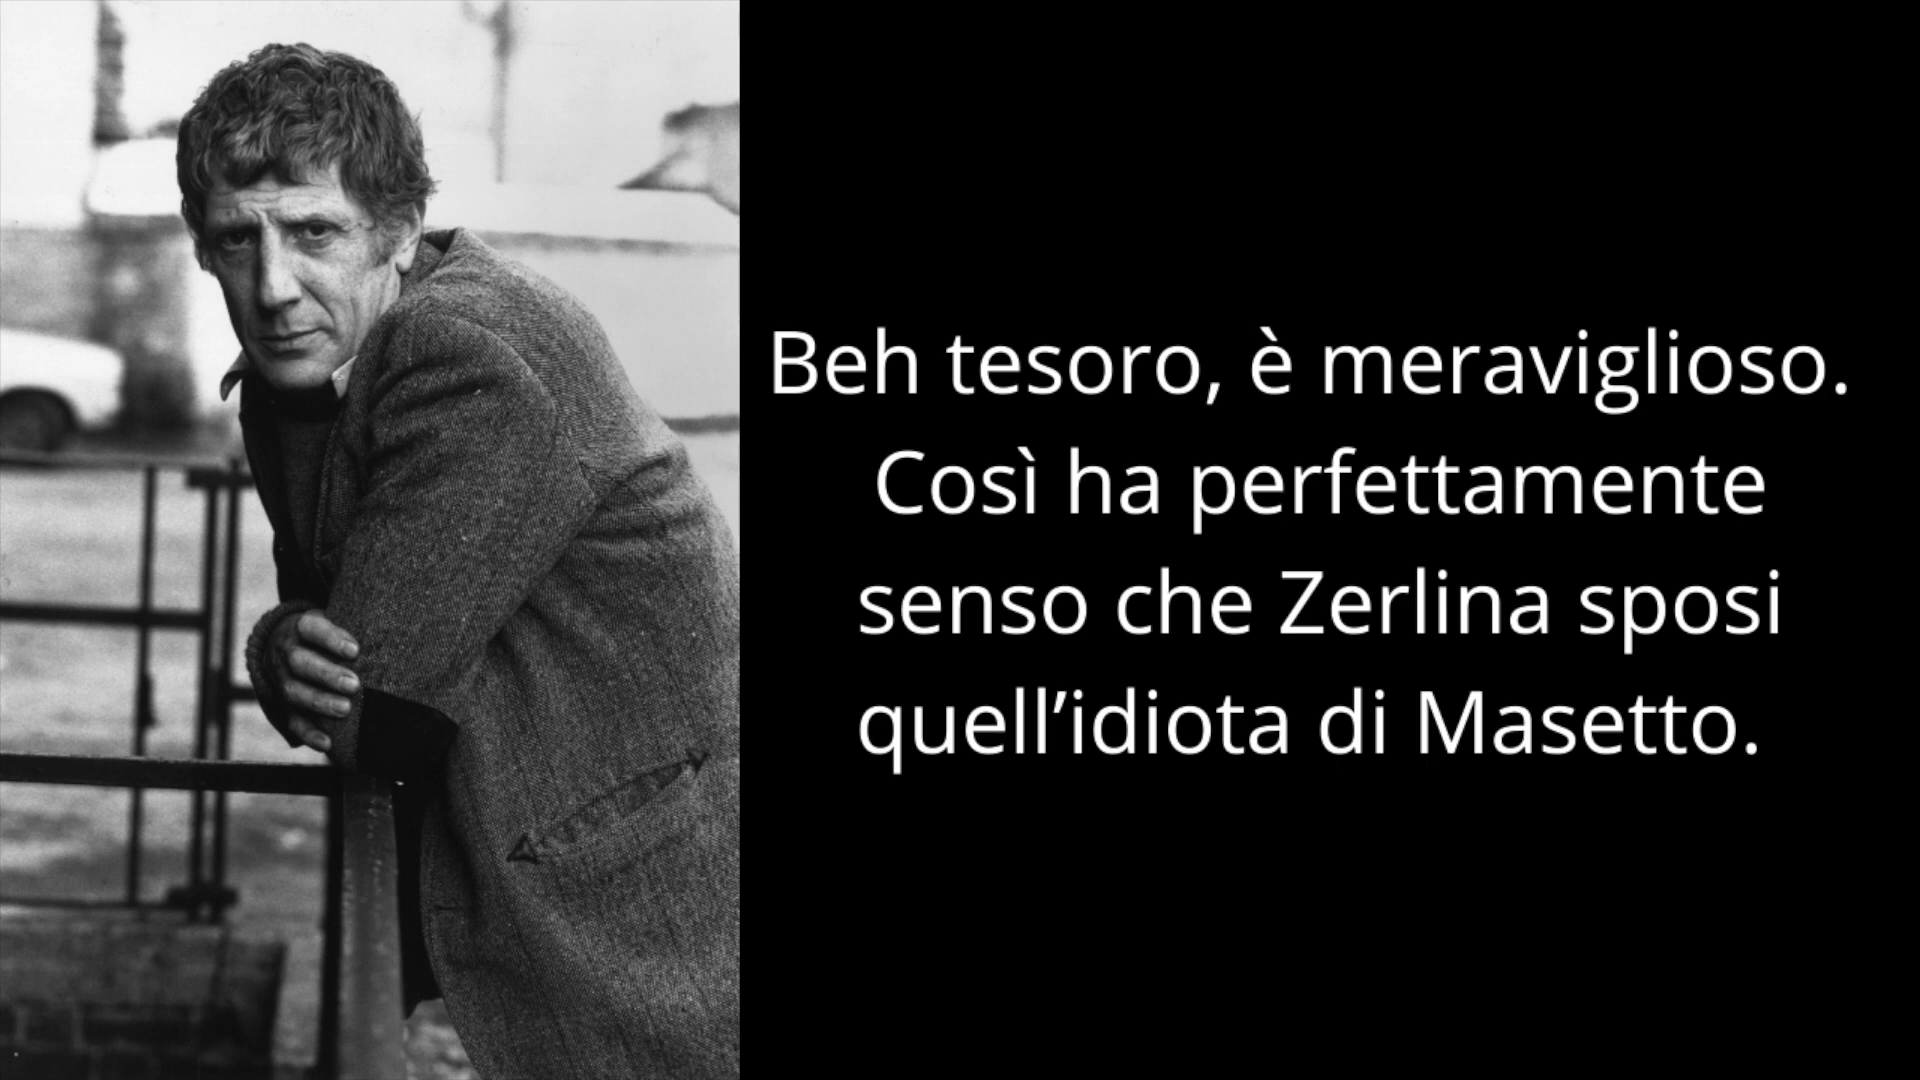 Beh tesoro, è meraviglioso.
Così ha perfettamente
senso che Zerlina sposi
quell’idiota di Masetto.